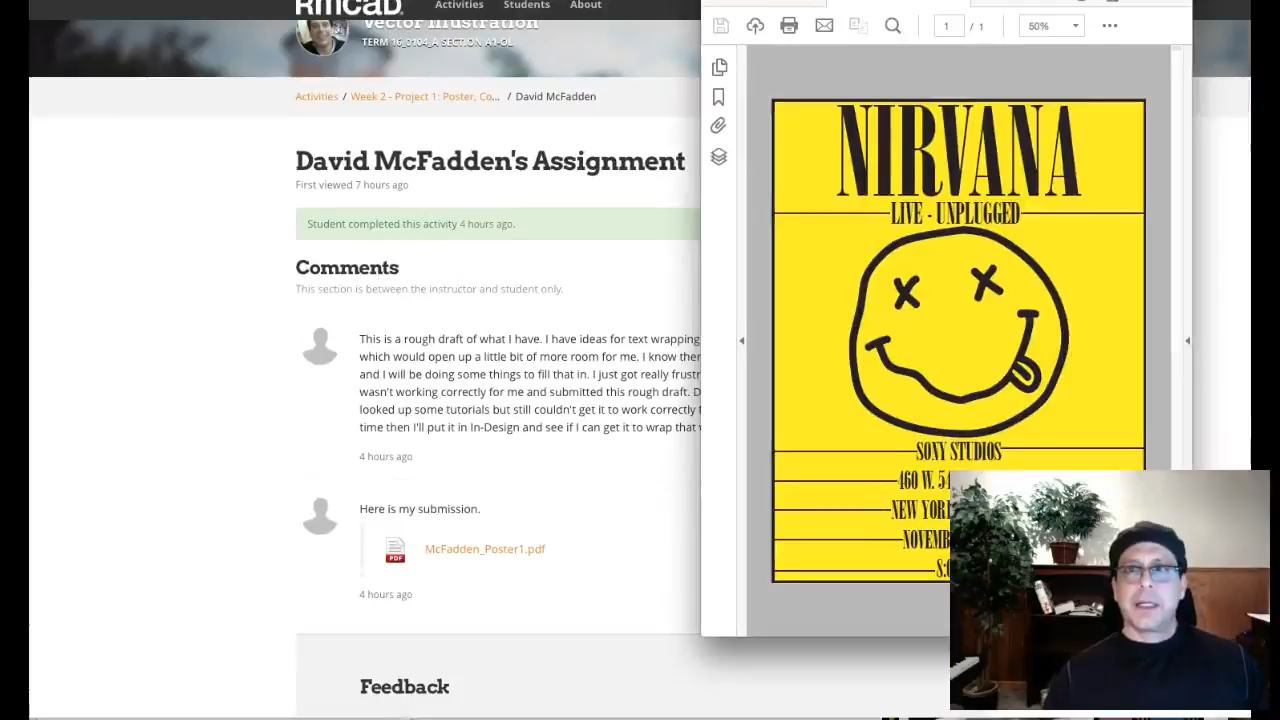 RMCAD
Activities
Students
About
Vector Illustration
TERM 16_0104_A SECTION A1-OL
Activities / Week 2 - Project 1: Poster, Co... / David McFadden
David McFadden's Assignment
First viewed 7 hours ago
Student completed this activity 4 hours ago.
Comments
This section is between the instructor and student only.
This is a rough draft of what I have. I have ideas for text wrapping
which would open up a little bit of more room for me. I know
and I will be doing some things to fill that in. I just got really
wasn't working correctly for me and submitted this rough draft.
looked up some tutorials but still couldn't get it to work correctly
time then I'll put it in In-Design and see if I can get it to wrap that
4 hours ago
Here is my submission.
PDF
McFadden_Poster1.pdf
4 hours ago
Feedback
1 / 1
50%
NIRVANA
LIVE - UNPLUGGED
SONY STUDIOS
460 W.
NEW